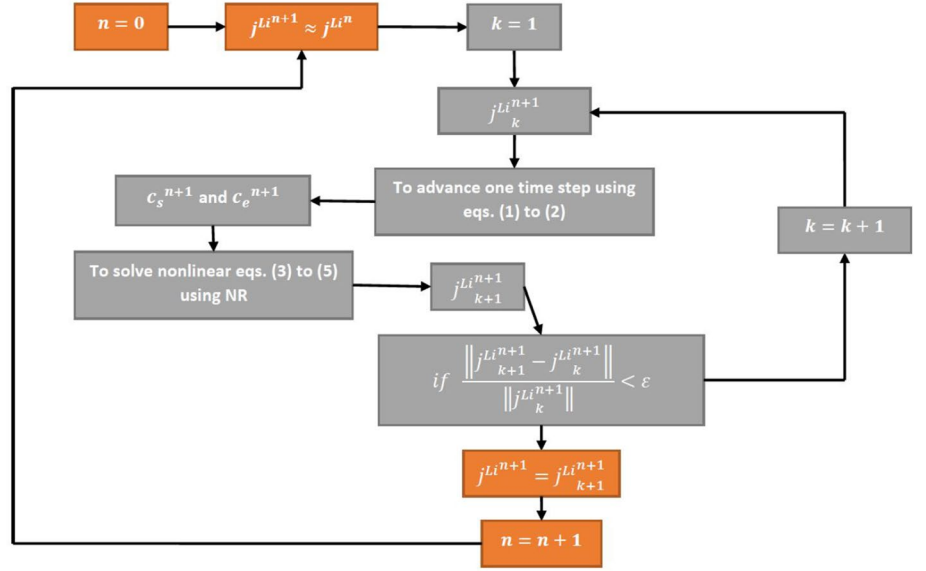 n = 0
j^{Li^{n+1}} ≈ j^{Li^n}
k = 1
j^{Li^{n+1}}_k
To advance one time step using
eqs. (1) to (2)
c_s^{n+1} and c_e^{n+1}
k = k + 1
To solve nonlinear eqs. (3) to (5)
using NR
j^{Li^{n+1}}_{k+1}
if ‖j^{Li^{n+1}}_{k+1} − j^{Li^{n+1}}_k‖ / ‖j^{Li^{n+1}}_k‖ < ε
j^{Li^{n+1}} = j^{Li^{n+1}}_{k+1}
n = n + 1